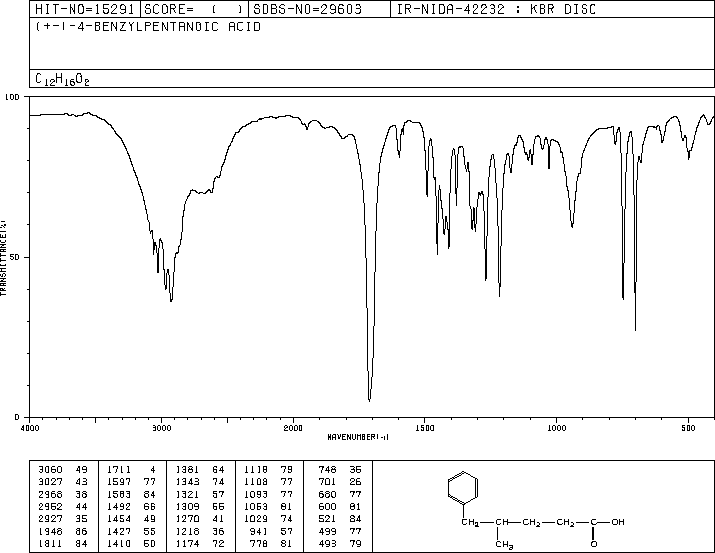 HIT-NO=15291 SCORE= ( ) SDBS-NO=29603 IR-NIDA-42232 : KBR DISC
(+-)-4-BENZYLPENTANOIC ACID
C12H16O2
100
50
0
TRANSMITTANCE(%)
4000 3000 2000 1500 1000 500
WAVENUMBER(-1)
3060 49 1711 4 1381 64 1118 79 748 35
3027 43 1597 77 1343 74 1108 77 701 26
2968 38 1583 84 1321 57 1093 77 680 77
2952 44 1492 66 1309 55 1053 81 600 81
2927 35 1454 49 1270 41 1029 74 521 84
1948 86 1427 55 1218 36 941 57 499 77
1811 84 1410 50 1174 72 778 81 493 79
CH2 CH CH2 CH2 C OH
CH3 O